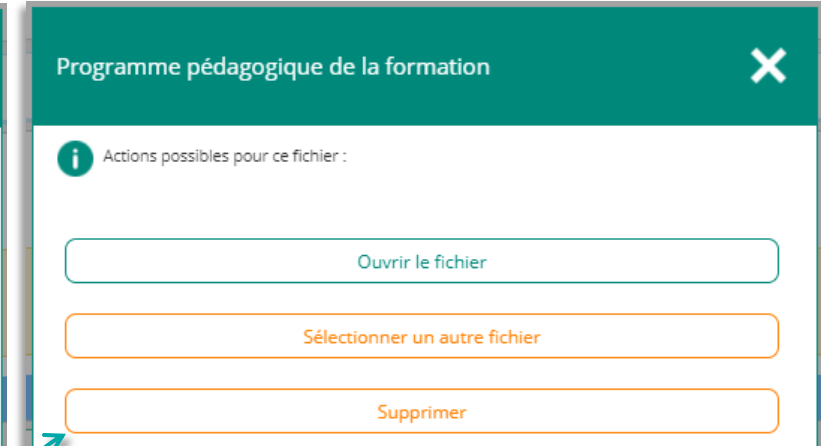 Programme pédagogique de la formation
Actions possibles pour ce fichier :
Ouvrir le fichier
Sélectionner un autre fichier
Supprimer